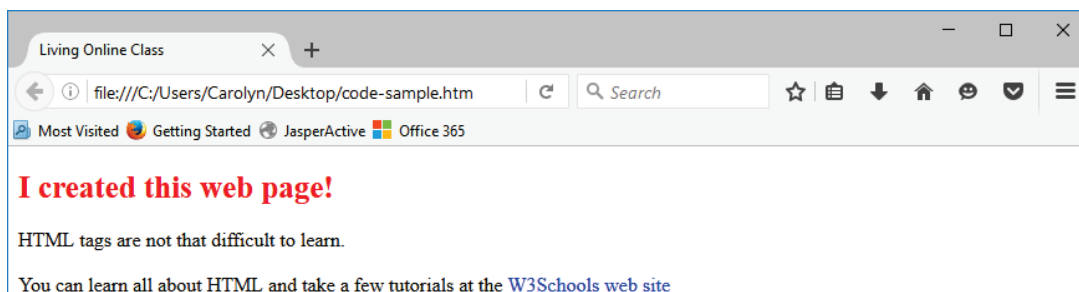 Living Online Class
file:///C:/Users/Carolyn/Desktop/code-sample.htm Search
Most Visited Getting Started JasperActive Office 365
I created this web page!
HTML tags are not that difficult to learn.
You can learn all about HTML and take a few tutorials at the W3Schools web site